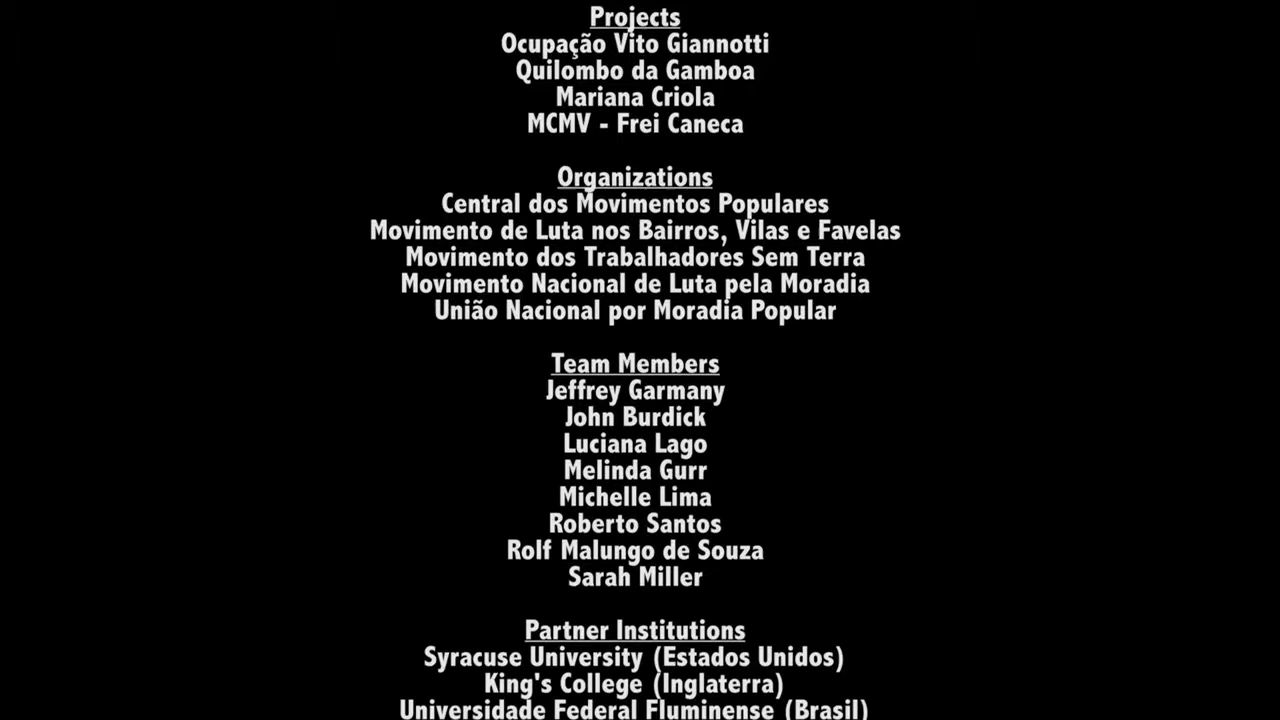 Projects
Ocupação Vito Giannotti
Quilombo da Gamboa
Mariana Criola
MCMV - Frei Caneca
Organizations
Central dos Movimentos Populares
Movimento de Luta nos Bairros, Vilas e Favelas
Movimento dos Trabalhadores Sem Terra
Movimento Nacional de Luta pela Moradia
União Nacional por Moradia Popular
Team Members
Jeffrey Garmany
John Burdick
Luciana Lago
Melinda Gurr
Michelle Lima
Roberto Santos
Rolf Malungo de Souza
Sarah Miller
Partner Institutions
Syracuse University (Estados Unidos)
King's College (Inglaterra)
Universidade Federal Fluminense (Brasil)